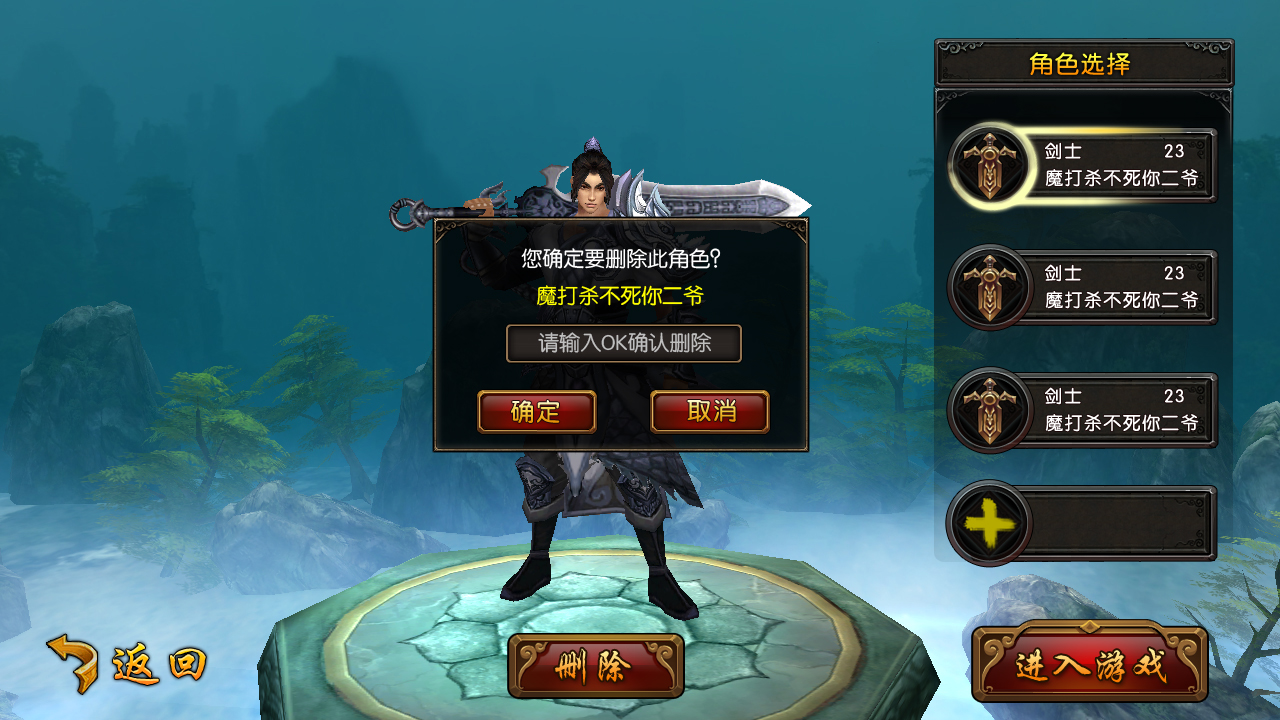 角色选择
剑士 23
魔打杀不死你二爷
剑士 23
魔打杀不死你二爷
剑士 23
魔打杀不死你二爷
您确定要删除此角色?
魔打杀不死你二爷
请输入OK确认删除
确定 取消
返回
删除
进入游戏